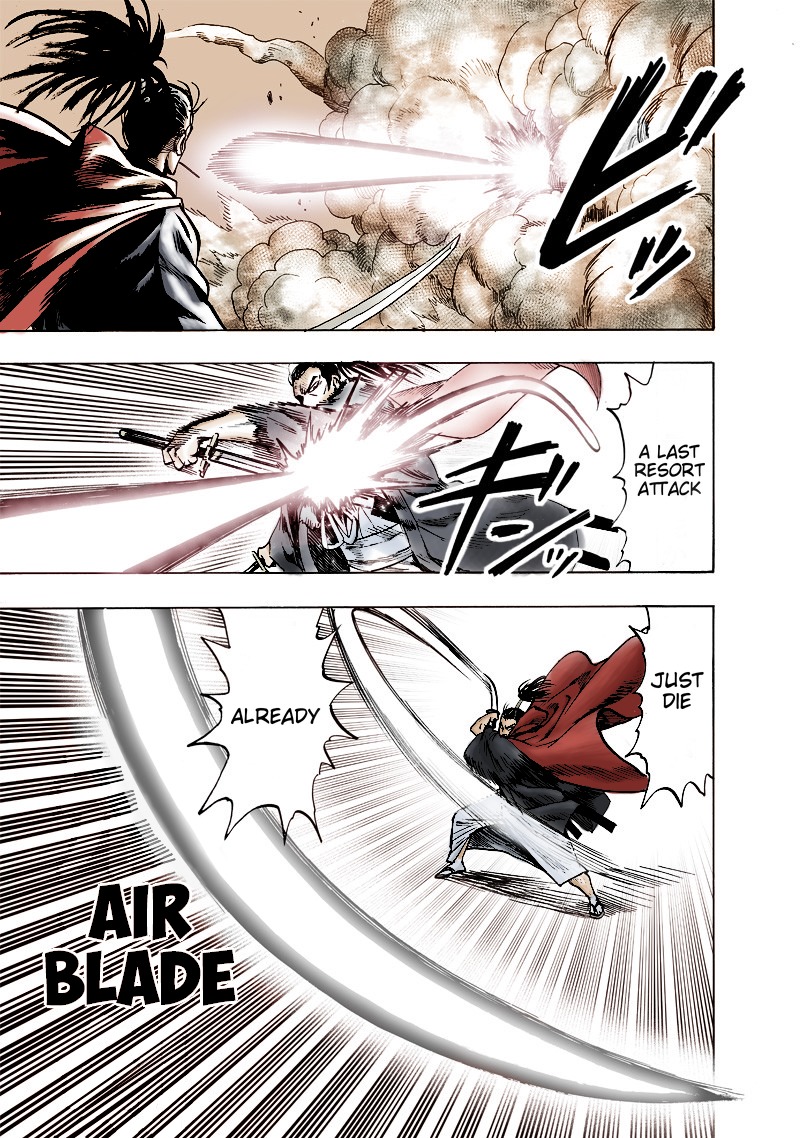 ビッ
A LAST
RESORT
ATTACK
ギンッ
JUST
DIE
ALREADY
AIR
BLADE